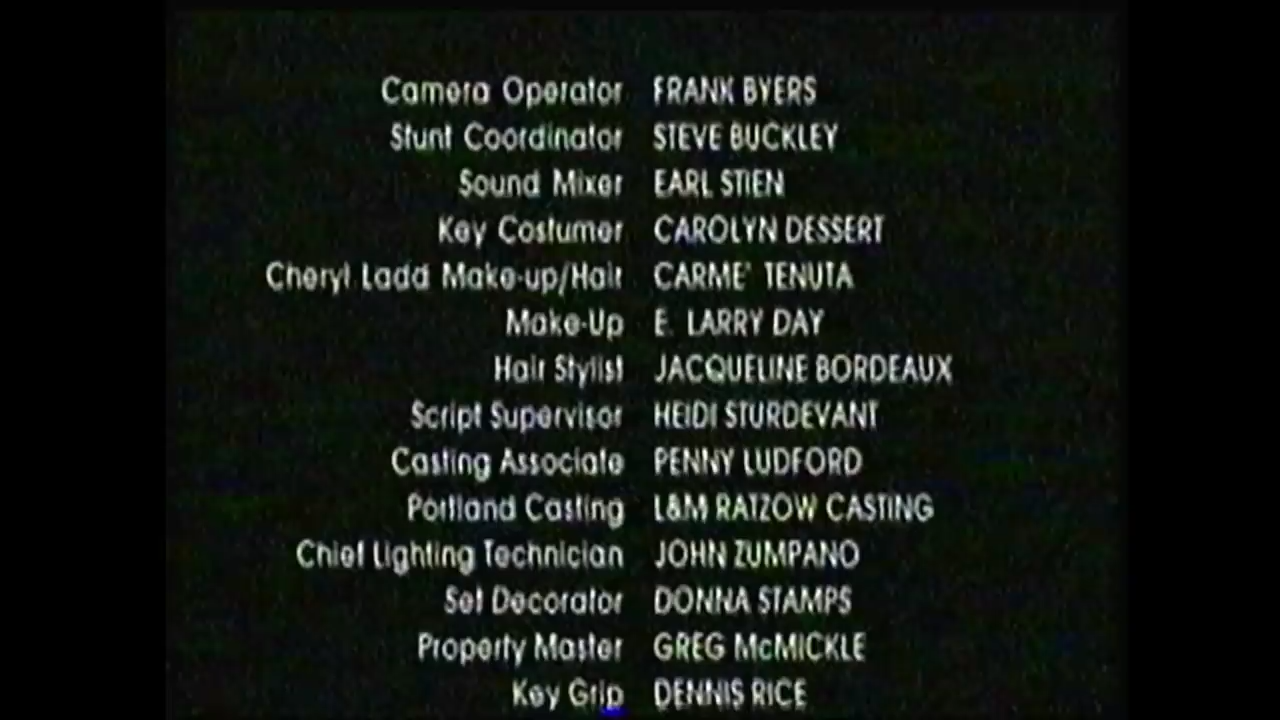 Camera Operator FRANK BYERS
Stunt Coordinator STEVE BUCKLEY
Sound Mixer EARL STIEN
Key Costumer CAROLYN DESSERT
Cheryl Ladd Make-up/Hair CARME' TENUTA
Make-Up E. LARRY DAY
Hair Stylist JACQUELINE BORDEAUX
Script Supervisor HEIDI STURDEVANT
Casting Associate PENNY LUDFORD
Portland Casting L&M RATZOW CASTING
Chief Lighting Technician JOHN ZUMPANO
Set Decorator DONNA STAMPS
Property Master GREG McMICKLE
Key Grip DENNIS RICE